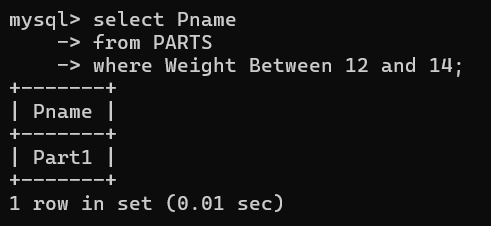 mysql> select Pname
    -> from PARTS
    -> where Weight Between 12 and 14;
+-------+
| Pname |
+-------+
| Part1 |
+-------+
1 row in set (0.01 sec)